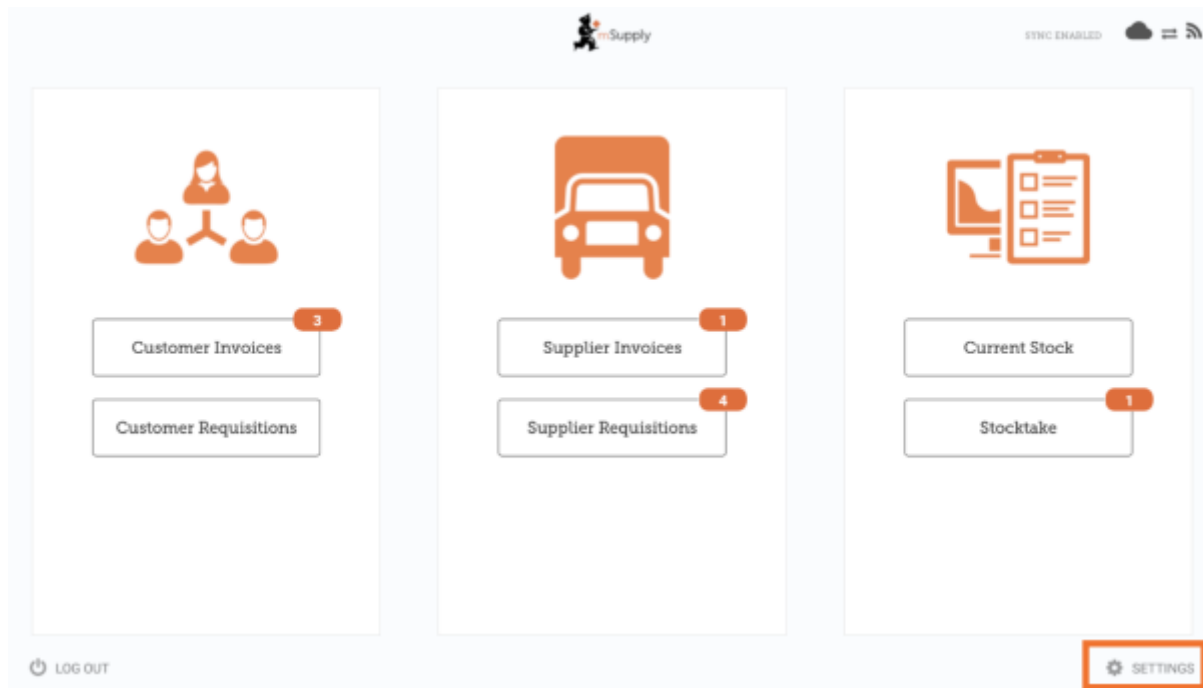 mSupply
SYNC ENABLED
3
Customer Invoices
Customer Requisitions
1
Supplier Invoices
4
Supplier Requisitions
Current Stock
1
Stocktake
LOG OUT
SETTINGS